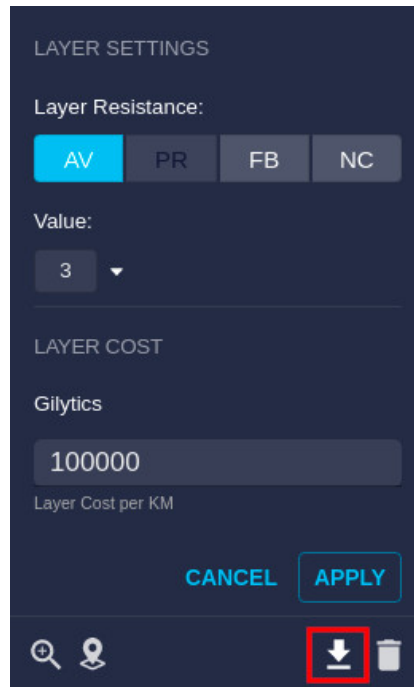 LAYER SETTINGS
Layer Resistance:
AV PR FB NC
Value:
3
LAYER COST
Gilytics
100000
Layer Cost per KM
CANCEL APPLY